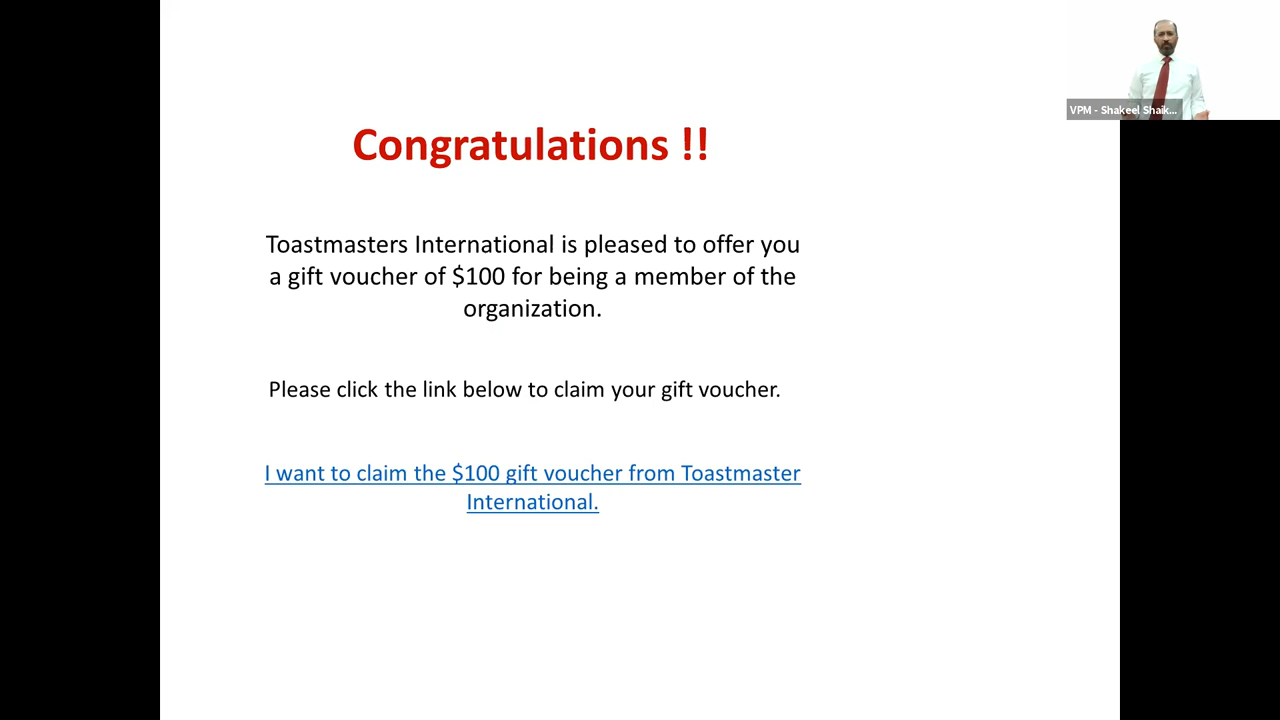 VPM - Shakeel Shaik...
Congratulations !!
Toastmasters International is pleased to offer you
a gift voucher of $100 for being a member of the
organization.
Please click the link below to claim your gift voucher.
I want to claim the $100 gift voucher from Toastmaster
International.